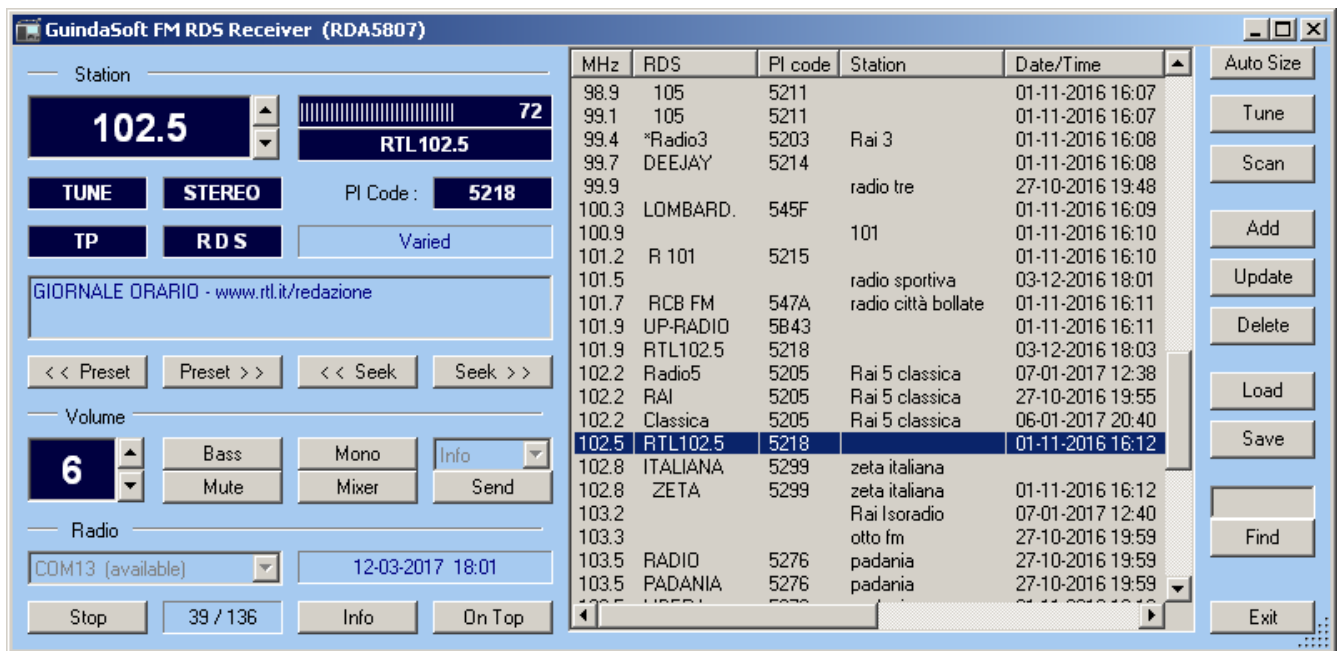 GuindaSoft FM RDS Receiver (RDA5807)
Station
102.5
72
RTL102.5
TUNE STEREO PI Code : 5218
TP RDS Varied
GIORNALE ORARIO - www.rtl.it/redazione
<< Preset Preset >> << Seek Seek >>
Volume
6
Bass Mono Info
Mute Mixer Send
Radio
COM13 (available) 12-03-2017 18:01
Stop 39 / 136 Info On Top
MHz RDS PI code Station Date/Time
98.9 105 5211 01-11-2016 16:07
99.1 105 5211 01-11-2016 16:07
99.4 *Radio3 5203 Rai 3 01-11-2016 16:08
99.7 DEEJAY 5214 01-11-2016 16:08
99.9 radio tre 27-10-2016 19:48
100.3 LOMBARD. 545F 01-11-2016 16:09
100.9 101 01-11-2016 16:10
101.2 R 101 5215 01-11-2016 16:10
101.5 radio sportiva 03-12-2016 18:01
101.7 RCB FM 547A radio città bollate 01-11-2016 16:11
101.9 UP-RADIO 5B43 01-11-2016 16:11
101.9 RTL102.5 5218 03-12-2016 18:03
102.2 Radio5 5205 Rai 5 classica 07-01-2017 12:38
102.2 RAI 5205 Rai 5 classica 27-10-2016 19:55
102.2 Classica 5205 Rai 5 classica 06-01-2017 20:40
102.5 RTL102.5 5218 01-11-2016 16:12
102.8 ITALIANA 5299 zeta italiana
102.8 ZETA 5299 zeta italiana 01-11-2016 16:12
103.2 Rai Isoradio 07-01-2017 12:40
103.3 otto fm 27-10-2016 19:59
103.5 RADIO 5276 padania 27-10-2016 19:59
103.5 PADANIA 5276 padania 27-10-2016 19:59
Auto Size
Tune
Scan
Add
Update
Delete
Load
Save
Find
Exit